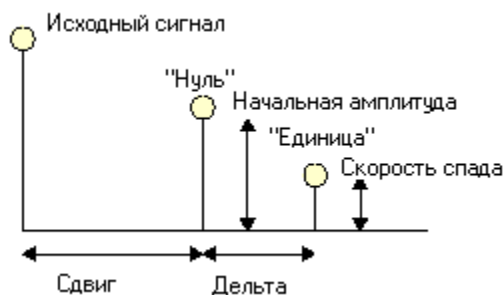 Исходный сигнал
"Нуль"
Начальная амплитуда
"Единица"
Скорость спада
Сдвиг
Дельта